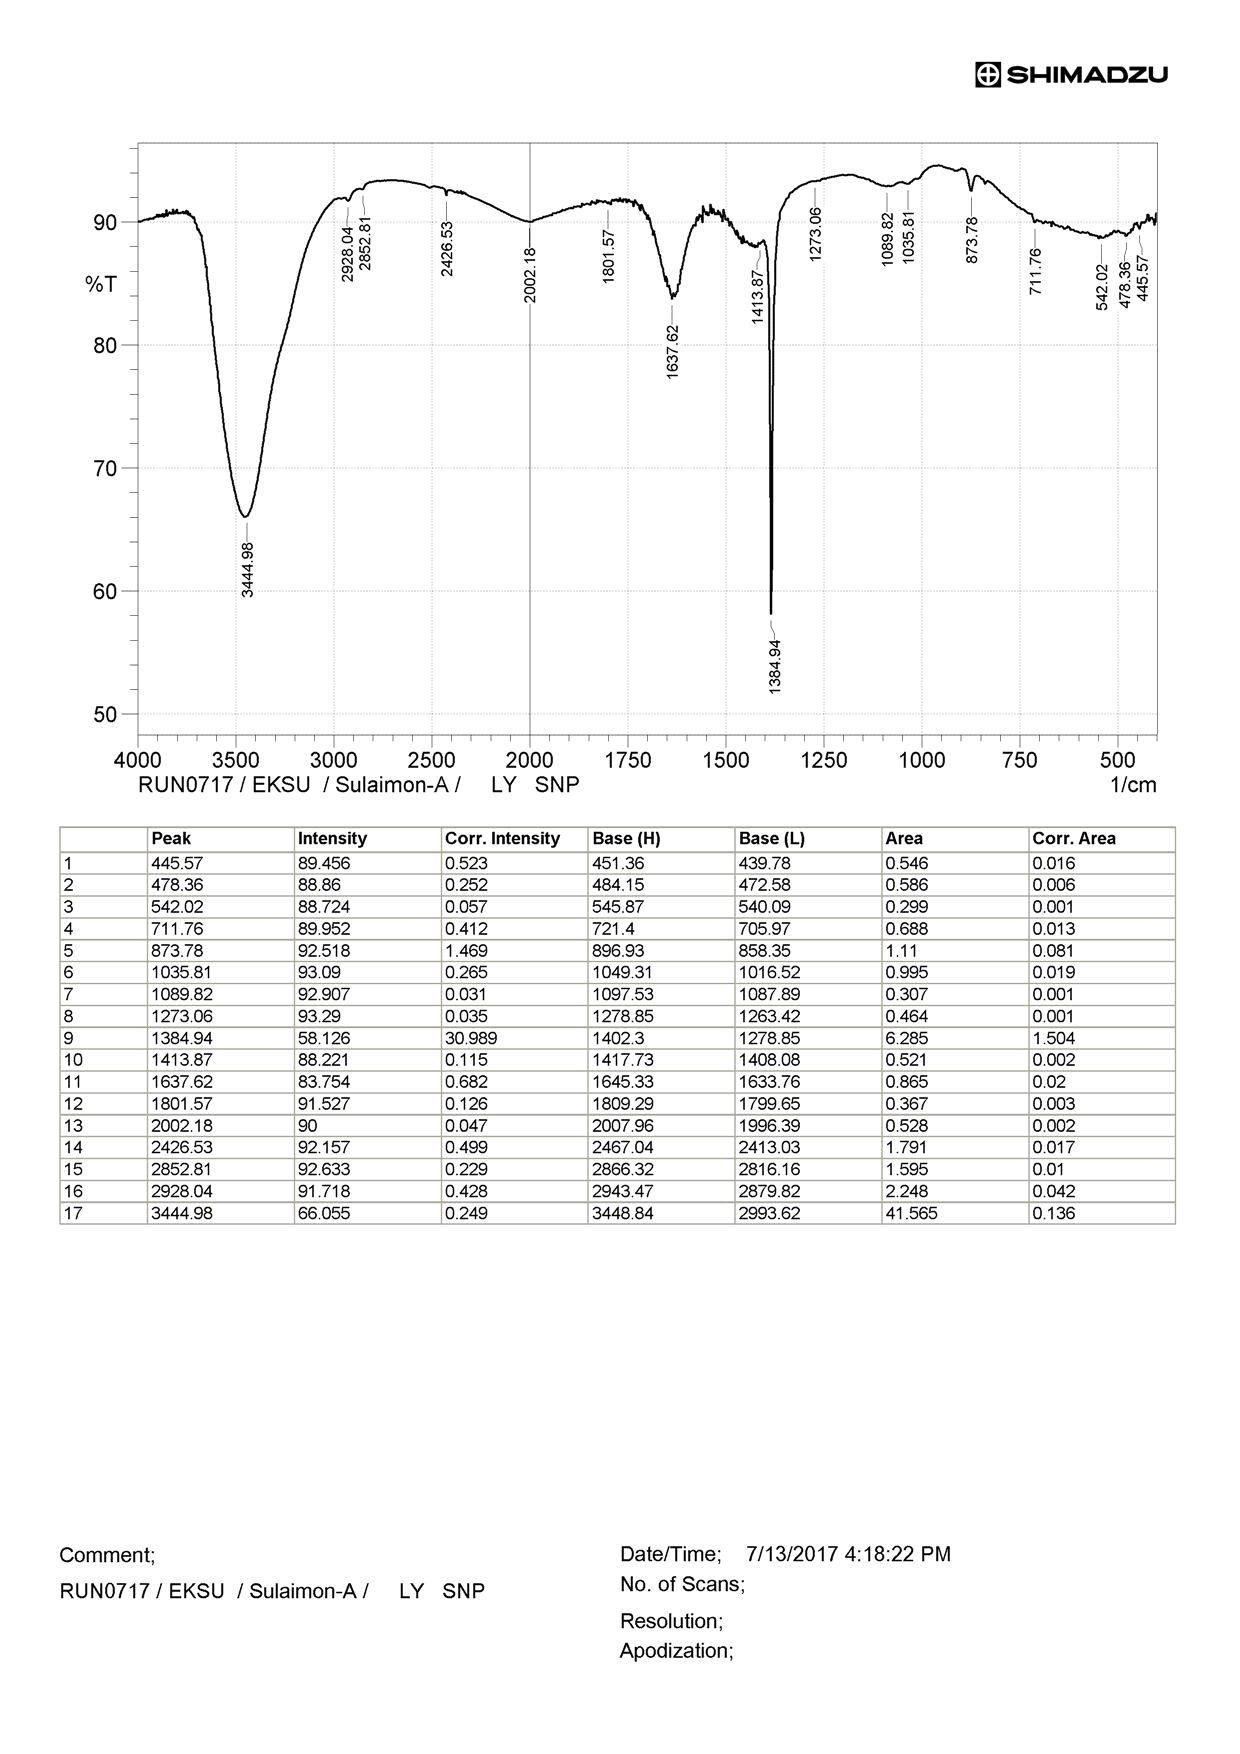 SHIMADZU
90
%T
80
70
60
50
2928.04
2852.81
2426.53
2002.18
1801.57
1637.62
1413.87
1273.06
1089.82
1035.81
873.78
711.76
542.02
478.36
445.57
3444.98
1384.94
4000 3500 3000 2500 2000 1750 1500 1250 1000 750 500
RUN0717 / EKSU / Sulaimon-A / LY SNP 1/cm
Peak Intensity Corr. Intensity Base (H) Base (L) Area Corr. Area
1 445.57 89.456 0.523 451.36 439.78 0.546 0.016
2 478.36 88.86 0.252 484.15 472.58 0.586 0.006
3 542.02 88.724 0.057 545.87 540.09 0.299 0.001
4 711.76 89.952 0.412 721.4 705.97 0.688 0.013
5 873.78 92.518 1.469 896.93 858.35 1.11 0.081
6 1035.81 93.09 0.265 1049.31 1016.52 0.995 0.019
7 1089.82 92.907 0.031 1097.53 1087.89 0.307 0.001
8 1273.06 93.29 0.035 1278.85 1263.42 0.464 0.001
9 1384.94 58.126 30.989 1402.3 1278.85 6.285 1.504
10 1413.87 88.221 0.115 1417.73 1408.08 0.521 0.002
11 1637.62 83.754 0.682 1645.33 1633.76 0.865 0.02
12 1801.57 91.527 0.126 1809.29 1799.65 0.367 0.003
13 2002.18 90 0.047 2007.96 1996.39 0.528 0.002
14 2426.53 92.157 0.499 2467.04 2413.03 1.791 0.017
15 2852.81 92.633 0.229 2866.32 2816.16 1.595 0.01
16 2928.04 91.718 0.428 2943.47 2879.82 2.248 0.042
17 3444.98 66.055 0.249 3448.84 2993.62 41.565 0.136
Comment;
RUN0717 / EKSU / Sulaimon-A / LY SNP
Date/Time; 7/13/2017 4:18:22 PM
No. of Scans;
Resolution;
Apodization;